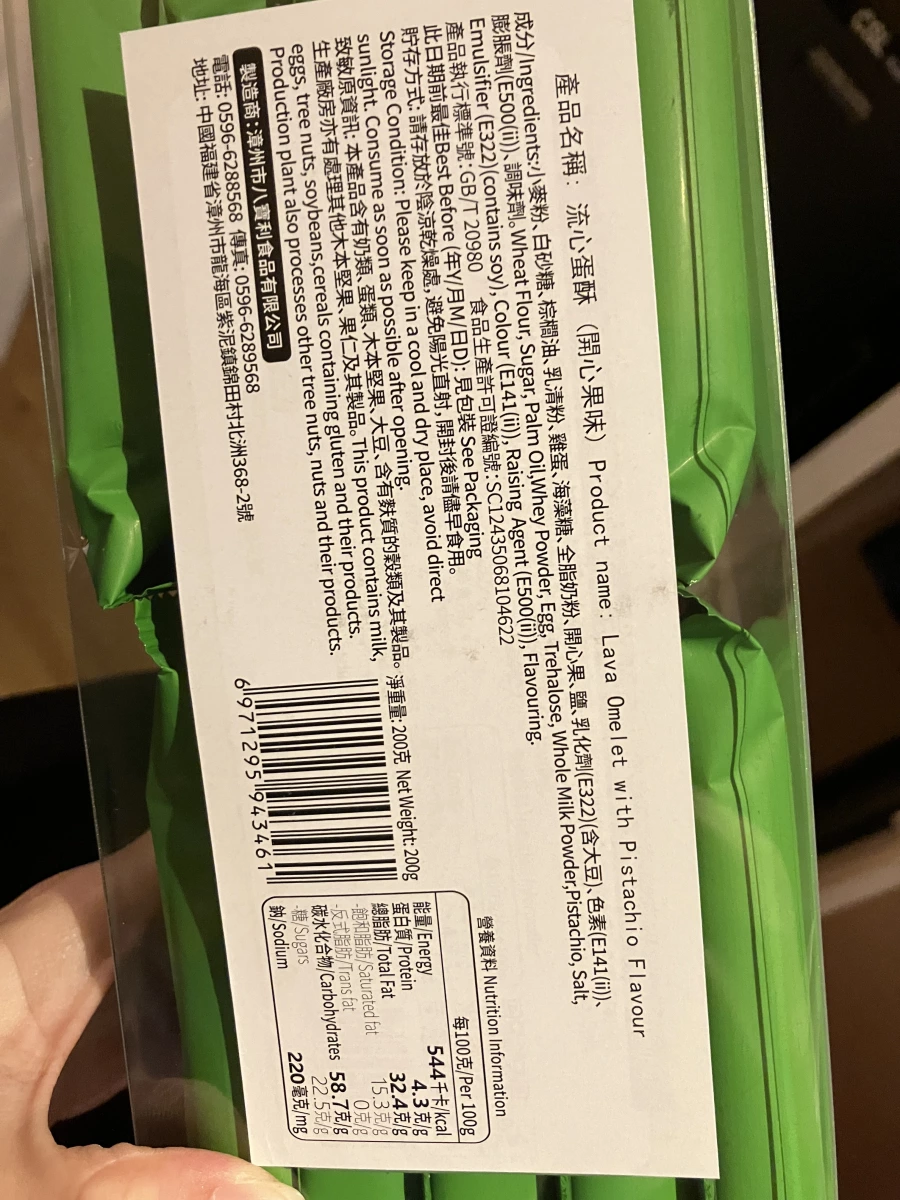 產品名稱： 流心蛋酥 （開心果味） Product name： Lava Omelet with Pistachio Flavour
成分/Ingredients:小麥粉、白砂糖、棕櫚油、乳清粉、雞蛋、海藻糖、全脂奶粉、開心果、鹽、乳化劑(E322)(含大豆)、色素(E141(ii))、
膨脹劑(E500(ii))、調味劑。Wheat Flour, Sugar, Palm Oil,Whey Powder, Egg, Trehalose, Whole Milk Powder,Pistachio, Salt,
Emulsifier (E322)(contains soy), Colour (E141(ii)), Raising Agent (E500(ii)), Flavouring.
產品執行標準號:GB/T 20980 食品生產許可證編號:SC12435068104622
此日期前最佳Best Before (年Y/月M/日D): 見包裝 See Packaging
貯存方式: 請存放於陰涼乾燥處, 避免陽光直射, 開封後請儘早食用。
Storage Condition: Please keep in a cool and dry place, avoid direct
sunlight. Consume as soon as possible after opening.
致敏原資訊: 本產品含有奶類、蛋類、木本堅果、大豆、含有麩質的穀類及其製品。
生產廠房亦有處理其他木本堅果、果仁及其製品。This product contains milk,
eggs, tree nuts, soybeans,cereals containing gluten and their products.
Production plant also processes other tree nuts, nuts and their products.
製造商:漳州市八寶利食品有限公司
電話: 0596-6288568 傳真: 0596-6289568
地址: 中國福建省漳州市龍海區紫泥鎮錦田村北洲368-2號
淨重量: 200克 Net Weight: 200g
6 971295 943461
營養資料 Nutrition Information
每100克/Per 100g
能量/Energy 544千卡/kcal
蛋白質/Protein 4.3克/g
總脂肪/Total Fat 32.4克/g
-飽和脂肪/Saturated fat 15.3克/g
-反式脂肪/Trans fat 0克/g
碳水化合物/Carbohydrates 58.7克/g
-糖/Sugars 22.5克/g
鈉/Sodium 220毫克/mg